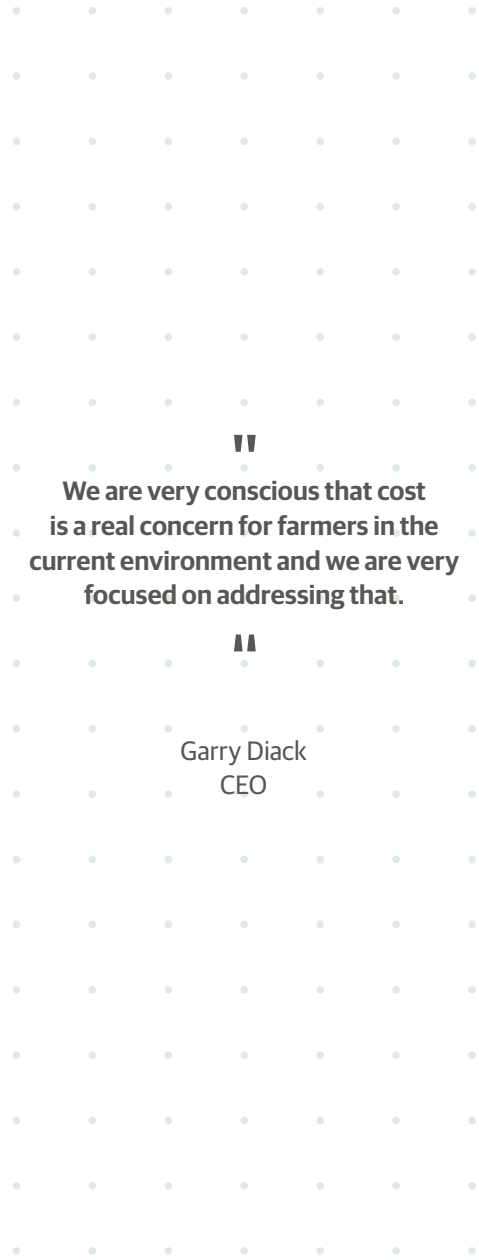 "
We are very conscious that cost
is a real concern for farmers in the
current environment and we are very
focused on addressing that.
"
Garry Diack
CEO